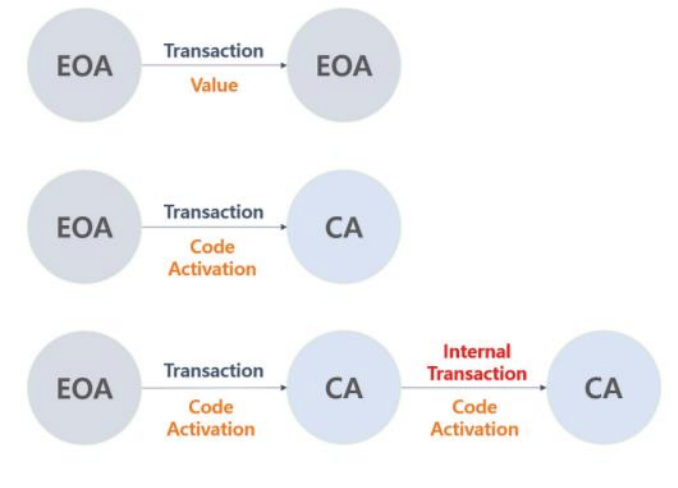 EOA
Transaction
Value
EOA
EOA
Transaction
Code
Activation
CA
EOA
Transaction
Code
Activation
CA
Internal
Transaction
Code
Activation
CA